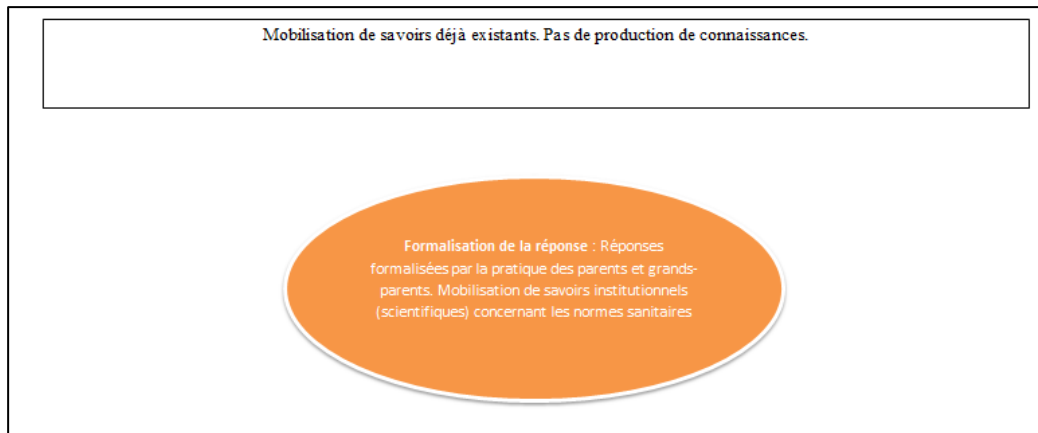 Mobilisation de savoirs déjà existants. Pas de production de connaissances.
Formalisation de la réponse : Réponses
formalisées par la pratique des parents et grands-
parents. Mobilisation de savoirs institutionnels
(scientifiques) concernant les normes sanitaires